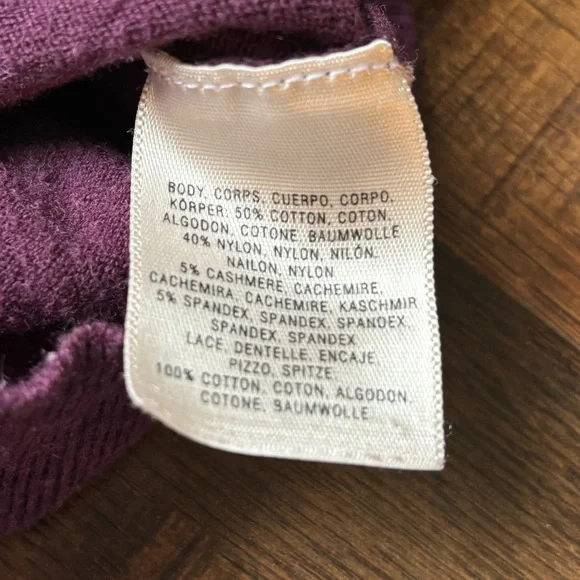 BODY, CORPS, CUERPO, CORPO,
KÖRPER: 50% COTTON, COTON,
ALGODON, COTONE, BAUMWOLLE
40% NYLON, NYLON, NILÓN,
NAILON, NYLON
5% CASHMERE, CACHEMIRE,
CACHEMIRA, CACHEMIRE, KASCHMIR
5% SPANDEX, SPANDEX, SPANDEX,
SPANDEX, SPANDEX
LACE, DENTELLE, ENCAJE,
PIZZO, SPITZE
100% COTTON, COTON, ALGODON,
COTONE, BAUMWOLLE